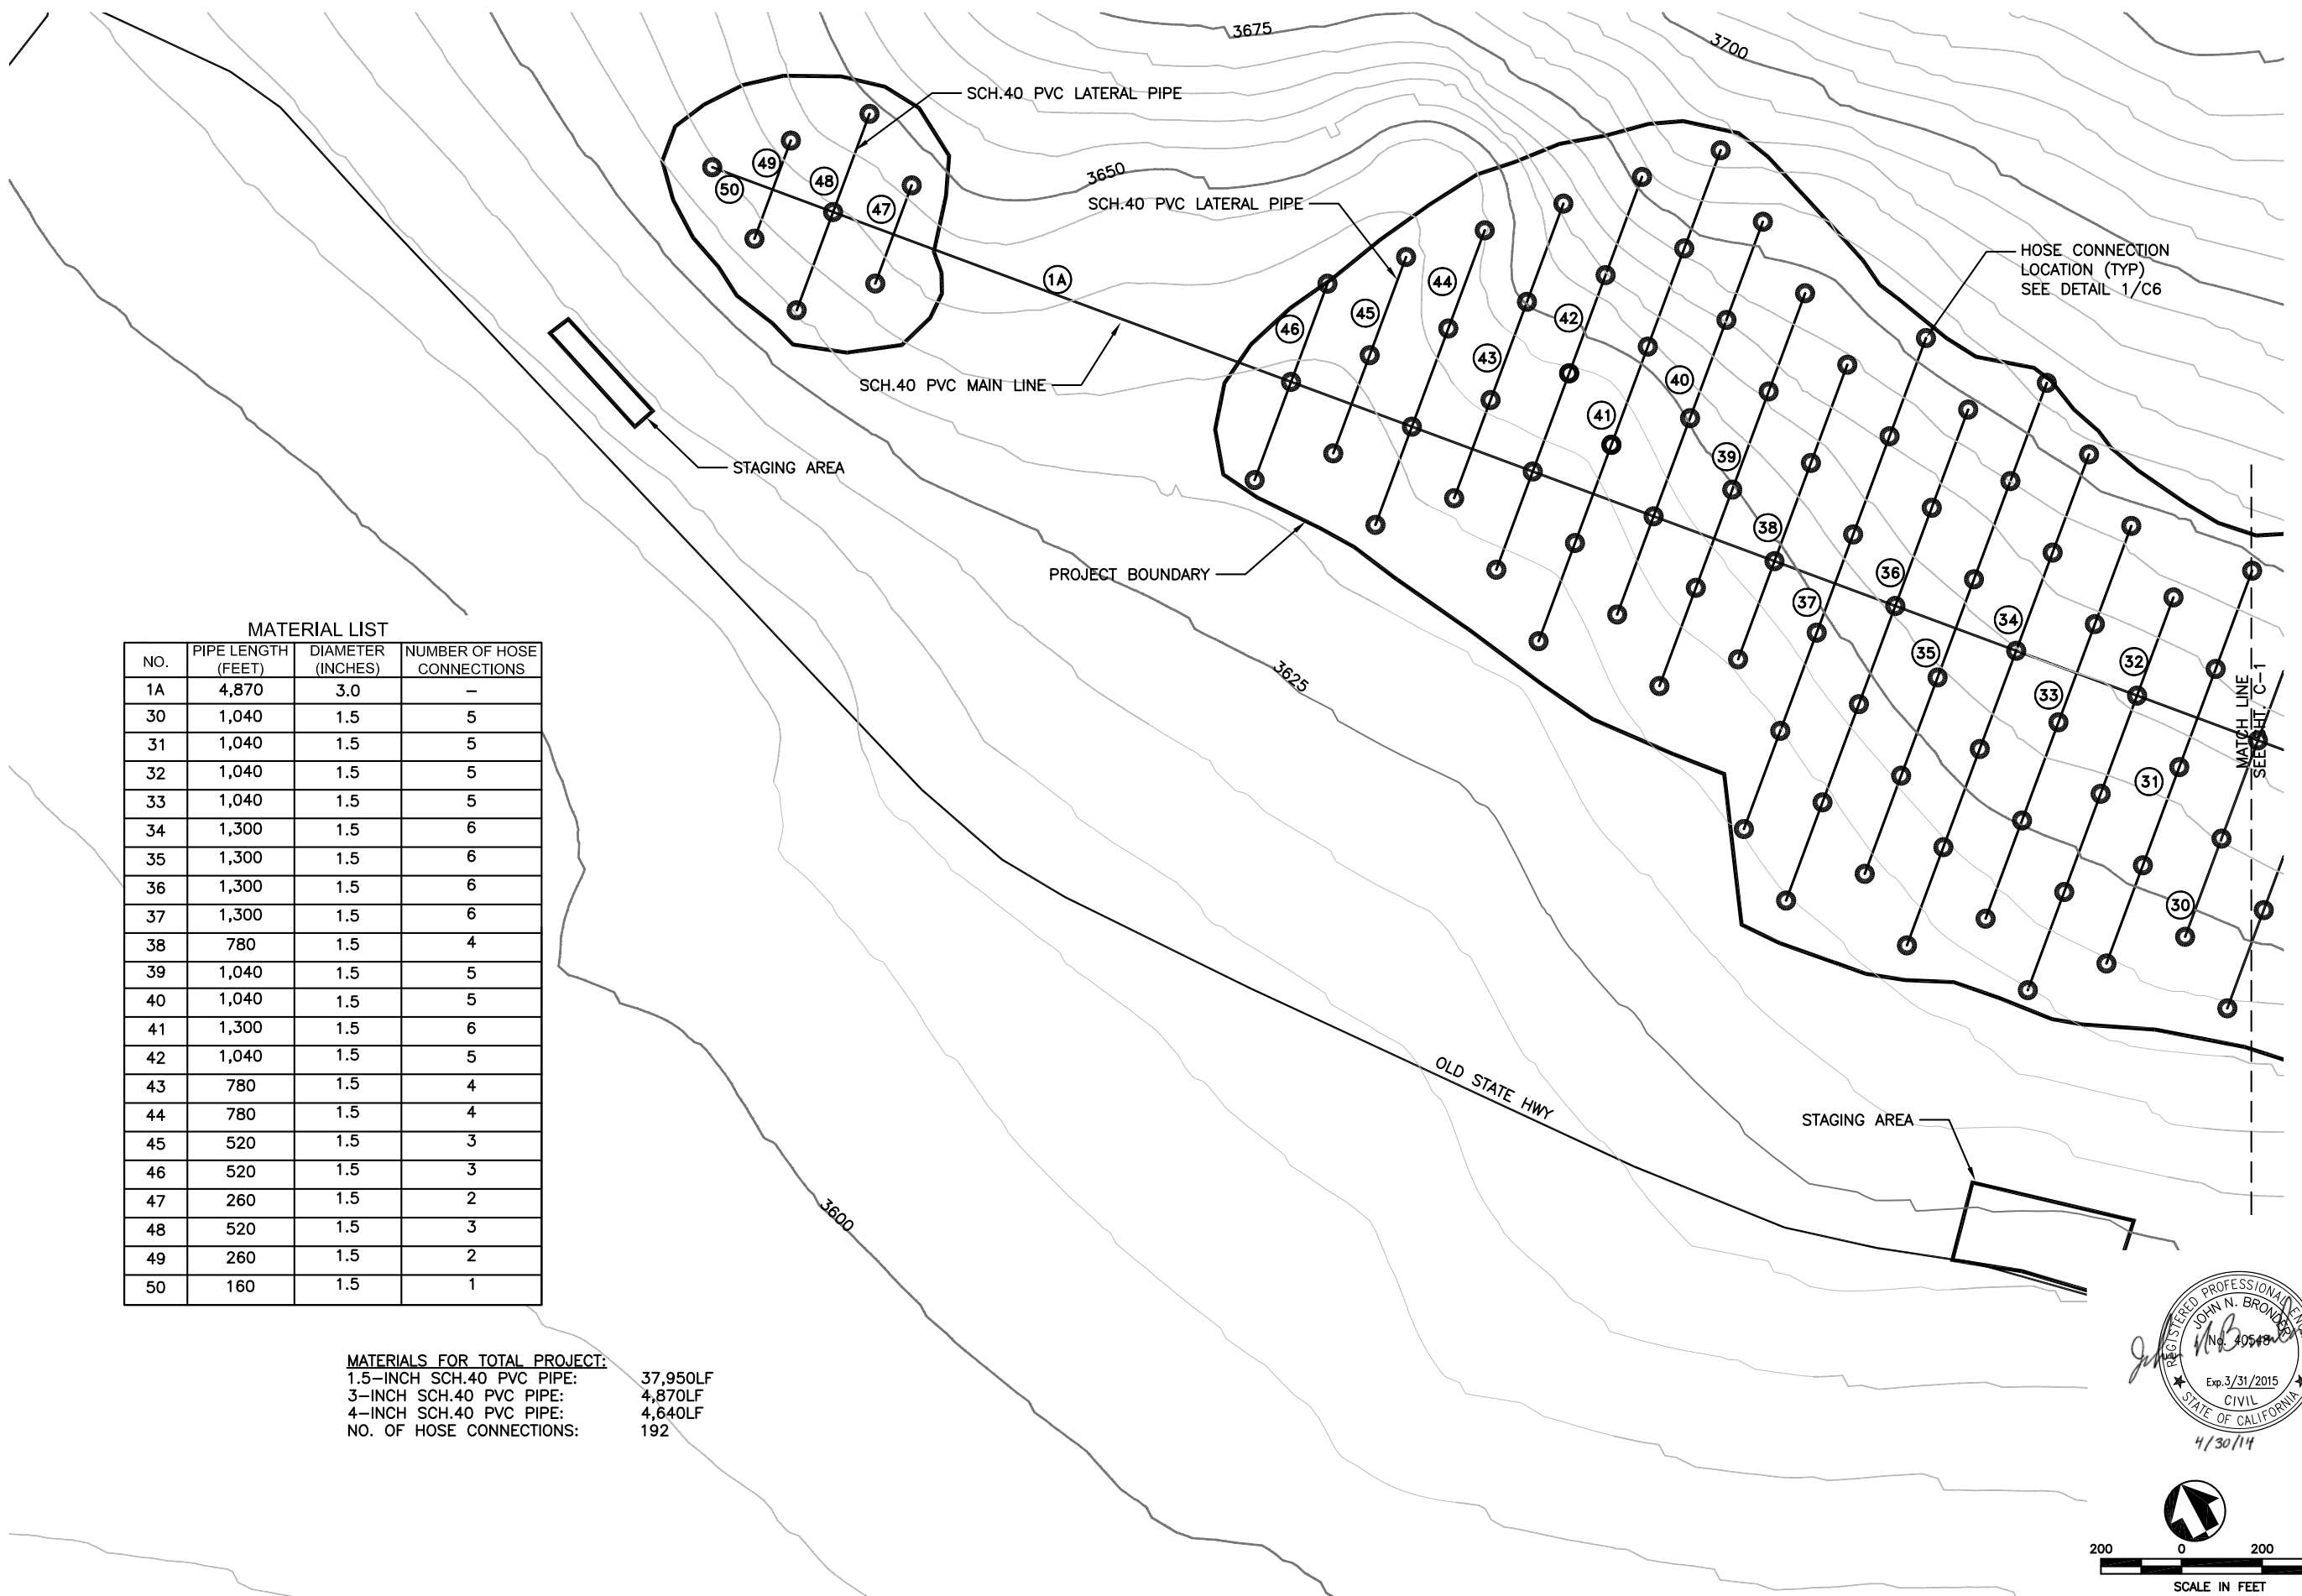 3675
3700
SCH.40 PVC LATERAL PIPE
3650
SCH.40 PVC LATERAL PIPE
49
50
48
47
44
45
46
1A
43
42
HOSE CONNECTION
LOCATION (TYP)
SEE DETAIL 1/C6
SCH.40 PVC MAIN LINE
40
41
39
38
STAGING AREA
PROJECT BOUNDARY
36
37
34
35
32
33
31
30
MATCH LINE
SEE SHT. C-1
3625
MATERIAL LIST
NO. PIPE LENGTH (FEET) DIAMETER (INCHES) NUMBER OF HOSE CONNECTIONS
1A 4,870 3.0 –
30 1,040 1.5 5
31 1,040 1.5 5
32 1,040 1.5 5
33 1,040 1.5 5
34 1,300 1.5 6
35 1,300 1.5 6
36 1,300 1.5 6
37 1,300 1.5 6
38 780 1.5 4
39 1,040 1.5 5
40 1,040 1.5 5
41 1,300 1.5 6
42 1,040 1.5 5
43 780 1.5 4
44 780 1.5 4
45 520 1.5 3
46 520 1.5 3
47 260 1.5 2
48 520 1.5 3
49 260 1.5 2
50 160 1.5 1
OLD STATE HWY
STAGING AREA
3600
MATERIALS FOR TOTAL PROJECT:
1.5–INCH SCH.40 PVC PIPE: 37,950LF
3–INCH SCH.40 PVC PIPE: 4,870LF
4–INCH SCH.40 PVC PIPE: 4,640LF
NO. OF HOSE CONNECTIONS: 192
REGISTERED PROFESSIONAL
JOHN N. BRONDER
No. 40548
Exp.3/31/2015
CIVIL
STATE OF CALIFORNIA
4/30/14
200 0 200
SCALE IN FEET